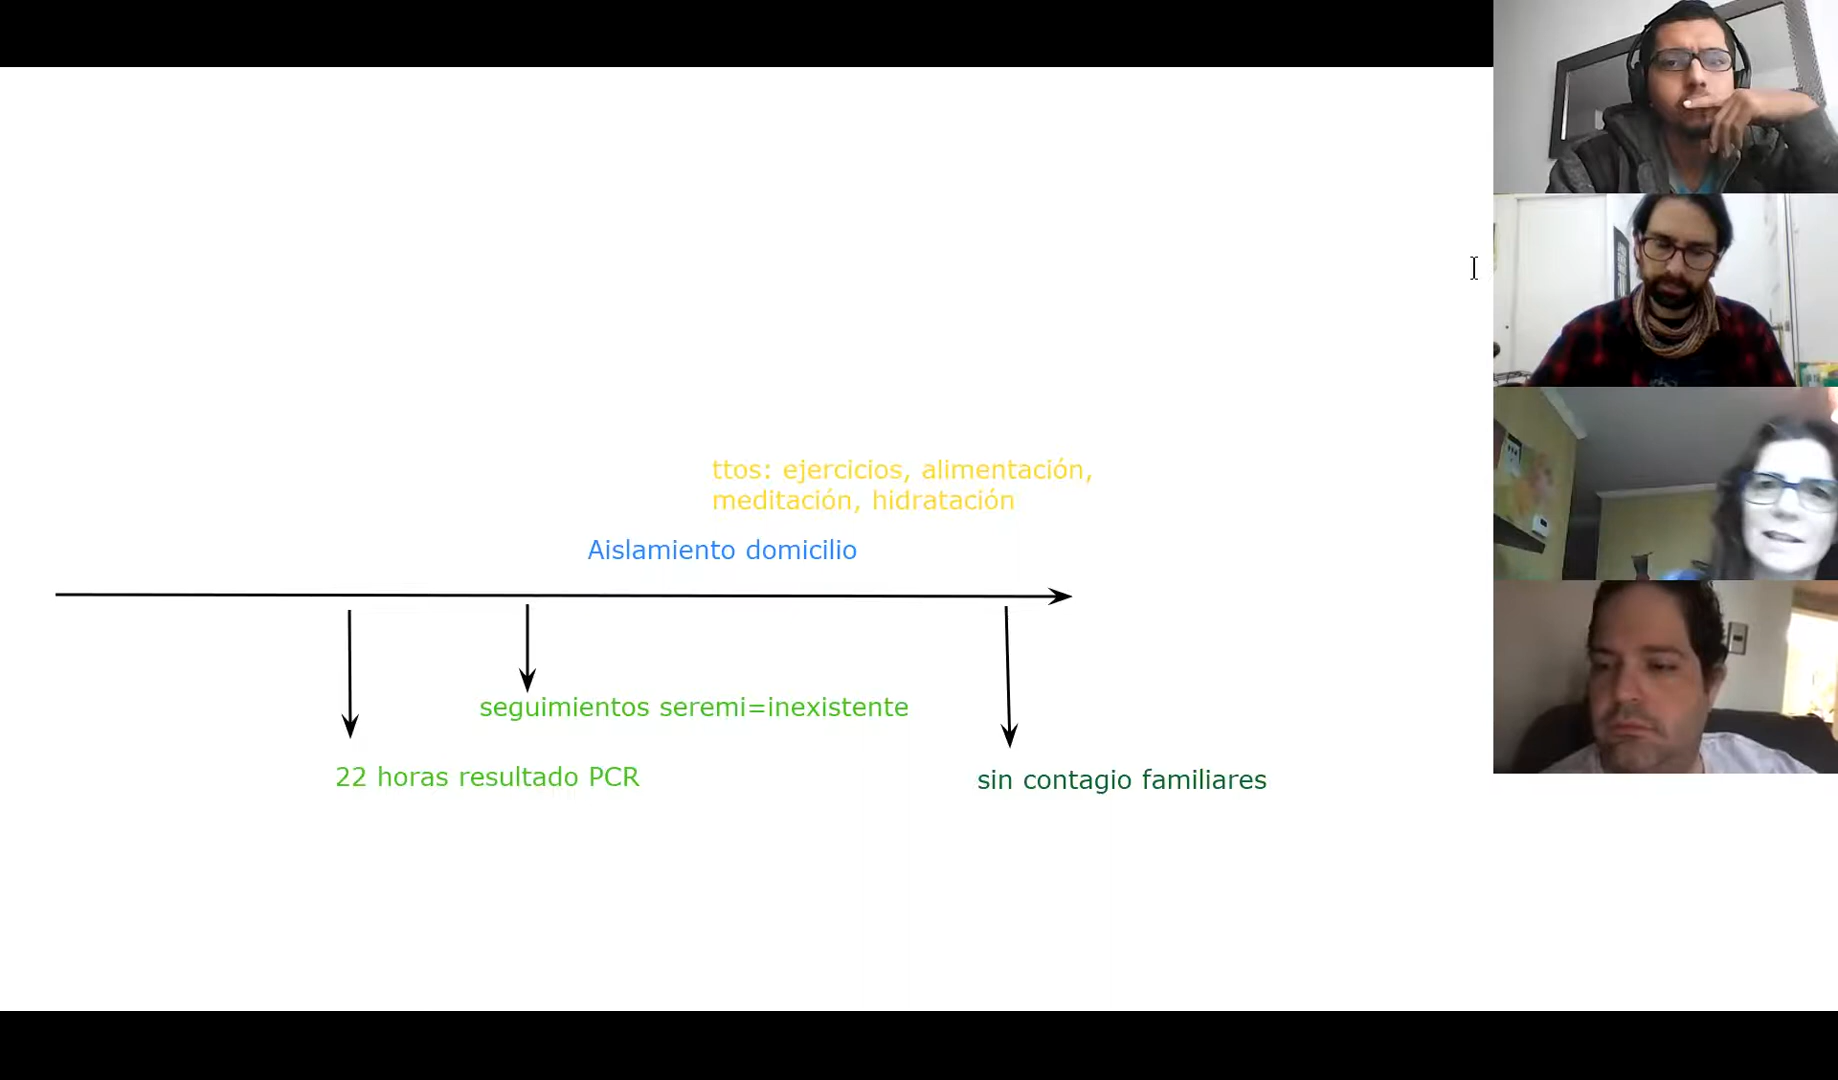 ttos: ejercicios, alimentación,
meditación, hidratación
Aislamiento domicilio
seguimientos seremi=inexistente
22 horas resultado PCR
sin contagio familiares